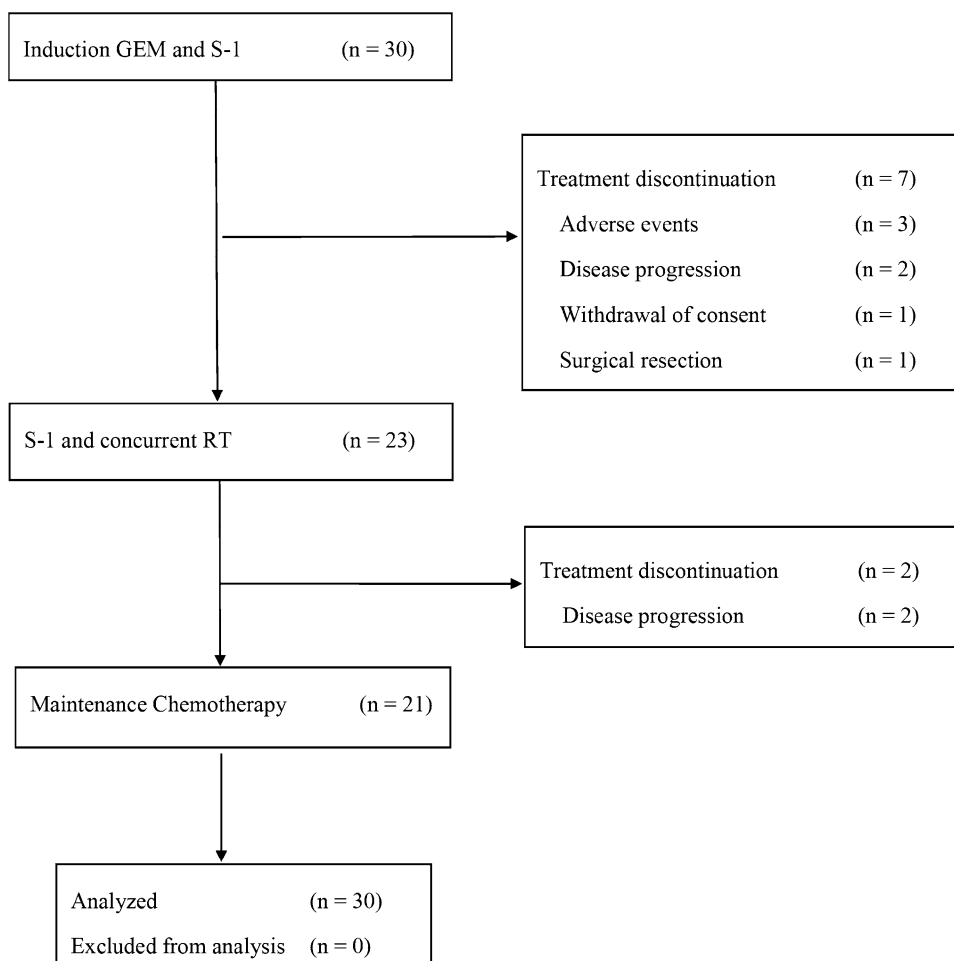 Induction GEM and S-1 (n = 30)
Treatment discontinuation (n = 7)
Adverse events (n = 3)
Disease progression (n = 2)
Withdrawal of consent (n = 1)
Surgical resection (n = 1)
S-1 and concurrent RT (n = 23)
Treatment discontinuation (n = 2)
Disease progression (n = 2)
Maintenance Chemotherapy (n = 21)
Analyzed (n = 30)
Excluded from analysis (n = 0)